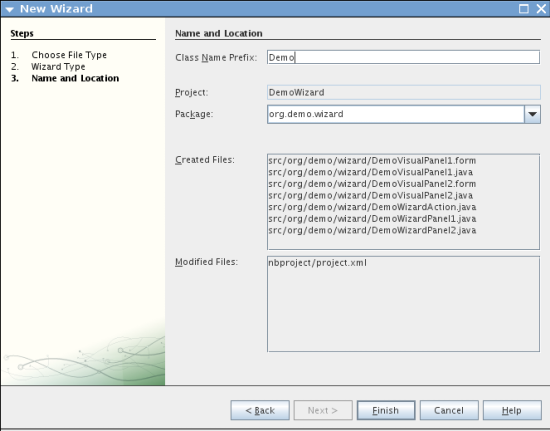 New Wizard
Steps
1. Choose File Type
2. Wizard Type
3. Name and Location
Name and Location
Class Name Prefix: Demo
Project: DemoWizard
Package: org.demo.wizard
Created Files:
src/org/demo/wizard/DemoVisualPanel1.form
src/org/demo/wizard/DemoVisualPanel1.java
src/org/demo/wizard/DemoVisualPanel2.form
src/org/demo/wizard/DemoVisualPanel2.java
src/org/demo/wizard/DemoWizardAction.java
src/org/demo/wizard/DemoWizardPanel1.java
src/org/demo/wizard/DemoWizardPanel2.java
Modified Files:
nbproject/project.xml
< Back Next > Finish Cancel Help